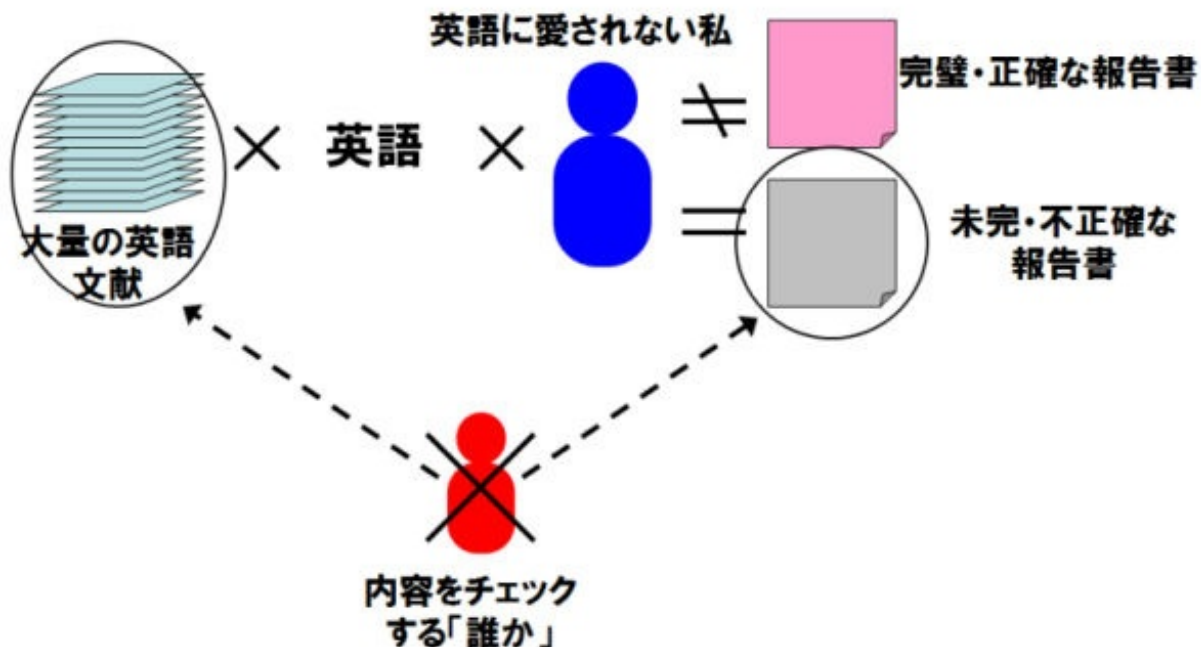 英語に愛されない私
完璧・正確な報告書
× 英語 ×
大量の英語
文献
未完・不正確な
報告書
内容をチェック
する「誰か」